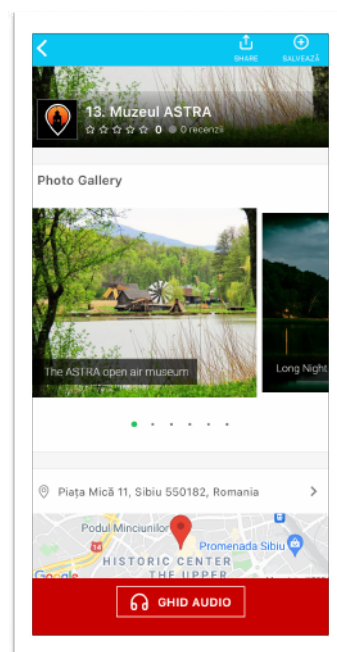 SHARE
SALVEAZĂ
13. Muzeul ASTRA
0
0 recenzii
Photo Gallery
The ASTRA open air museum
Long Night
Piața Mică 11, Sibiu 550182, Romania
Podul Minciunilor
14
Promenada Sibiu
HISTORIC CENTER
THE UPPER
Google
GHID AUDIO